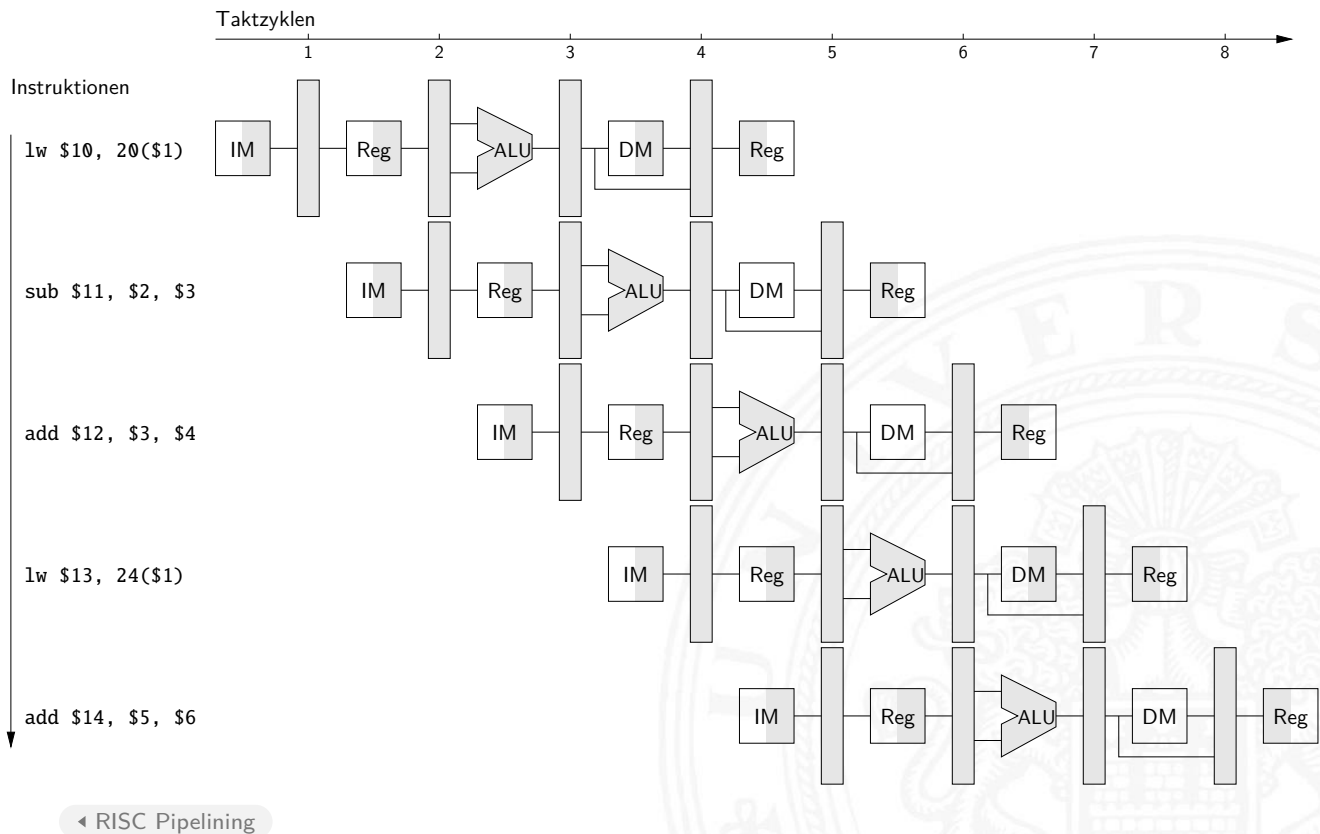 Taktzyklen
1 2 3 4 5 6 7 8
Instruktionen
lw $10, 20($1) IM Reg ALU DM Reg
sub $11, $2, $3 IM Reg ALU DM Reg
add $12, $3, $4 IM Reg ALU DM Reg
lw $13, 24($1) IM Reg ALU DM Reg
add $14, $5, $6 IM Reg ALU DM Reg
RISC Pipelining